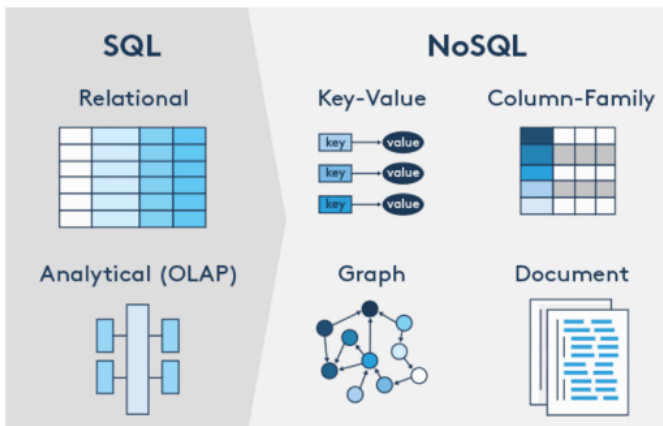 SQL
NoSQL
Relational
Key-Value
Column-Family
key
value
key
value
key
value
Analytical (OLAP)
Graph
Document